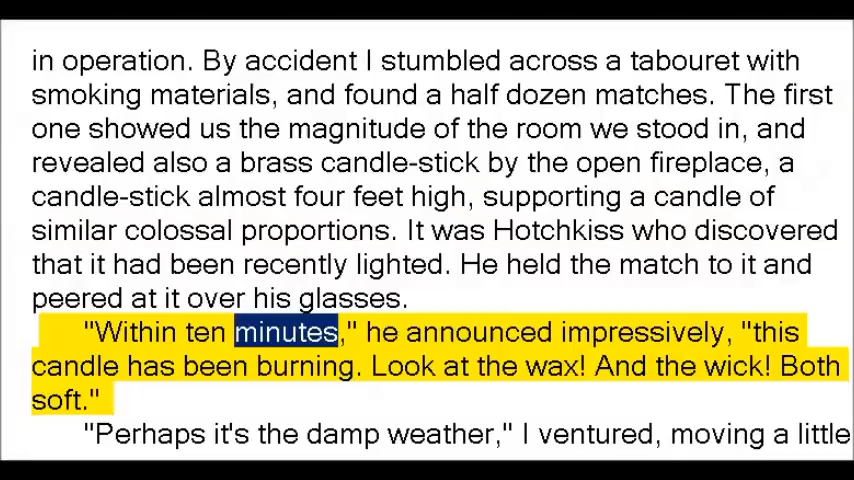 in operation. By accident I stumbled across a tabouret with
smoking materials, and found a half dozen matches. The first
one showed us the magnitude of the room we stood in, and
revealed also a brass candle-stick by the open fireplace, a
candle-stick almost four feet high, supporting a candle of
similar colossal proportions. It was Hotchkiss who discovered
that it had been recently lighted. He held the match to it and
peered at it over his glasses.
"Within ten minutes," he announced impressively, "this
candle has been burning. Look at the wax! And the wick! Both
soft."
"Perhaps it's the damp weather," I ventured, moving a little